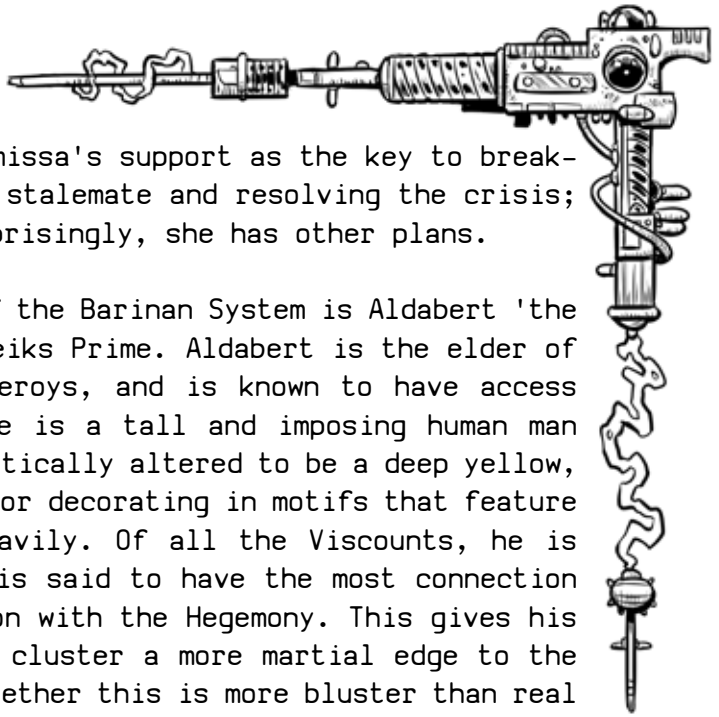 nissa's support as the key to break-
stalemate and resolving the crisis;
prisingly, she has other plans.
f the Barinan System is Aldabert 'the
eiks Prime. Aldabert is the elder of
eroys, and is known to have access
e is a tall and imposing human man
tically altered to be a deep yellow,
or decorating in motifs that feature
avily. Of all the Viscounts, he is
is said to have the most connection
on with the Hegemony. This gives his
cluster a more martial edge to the
ether this is more bluster than real